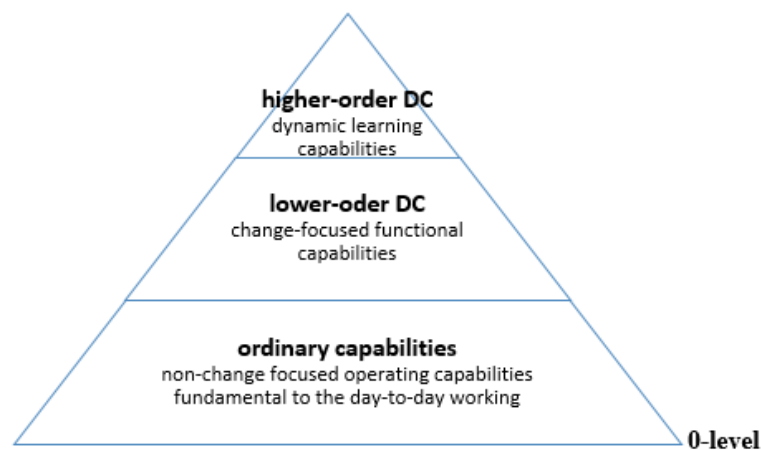 higher-order DC
dynamic learning
capabilities
lower-oder DC
change-focused functional
capabilities
ordinary capabilities
non-change focused operating capabilities
fundamental to the day-to-day working
0-level